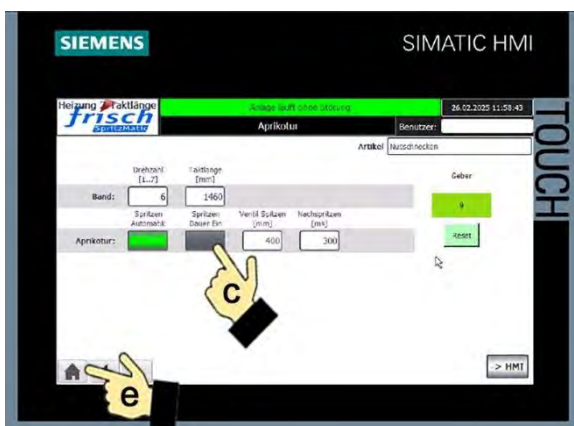 SIEMENS
SIMATIC HMI
TOUCH
Heizung Taktlänge
frisch
SpritzMatic
Anlage läuft ohne Störung
26.02.2025 11:58:43
Aprikotur
Benutzer:
Artikel Nussschnecken
Drehzahl [1..7]
Taktlänge [mm]
Geber
Band: 6 1460
9
Spritzen Automatik
Spritzen Dauer Ein
Ventil Spitzen [mm]
Nachspritzen [mk]
Aprikotur: 400 300
Reset
c
-> HMI
e